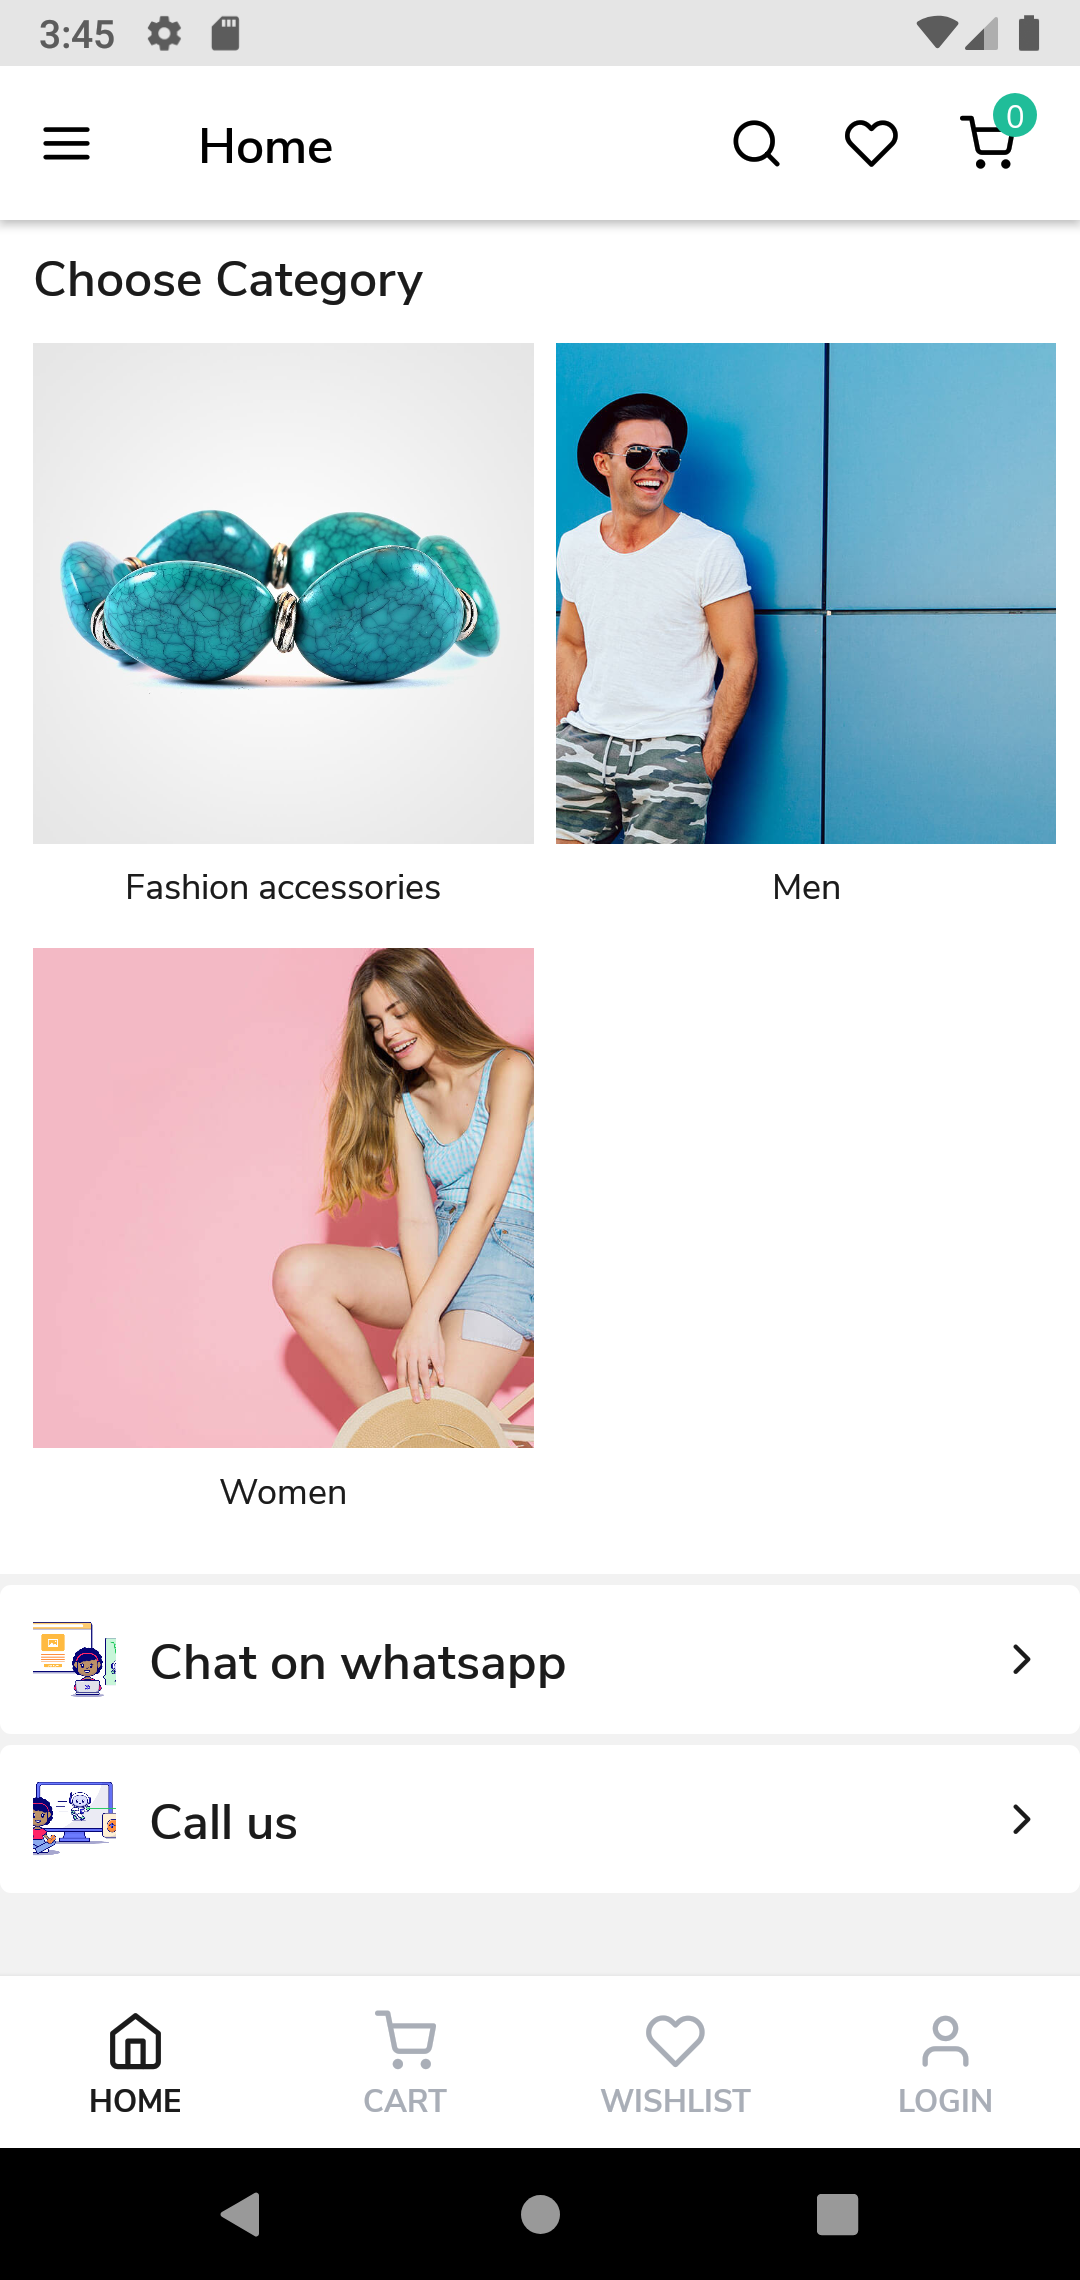 3:45
Home
0
Choose Category
Fashion accessories
Men
Women
Chat on whatsapp
Call us
HOME
CART
WISHLIST
LOGIN